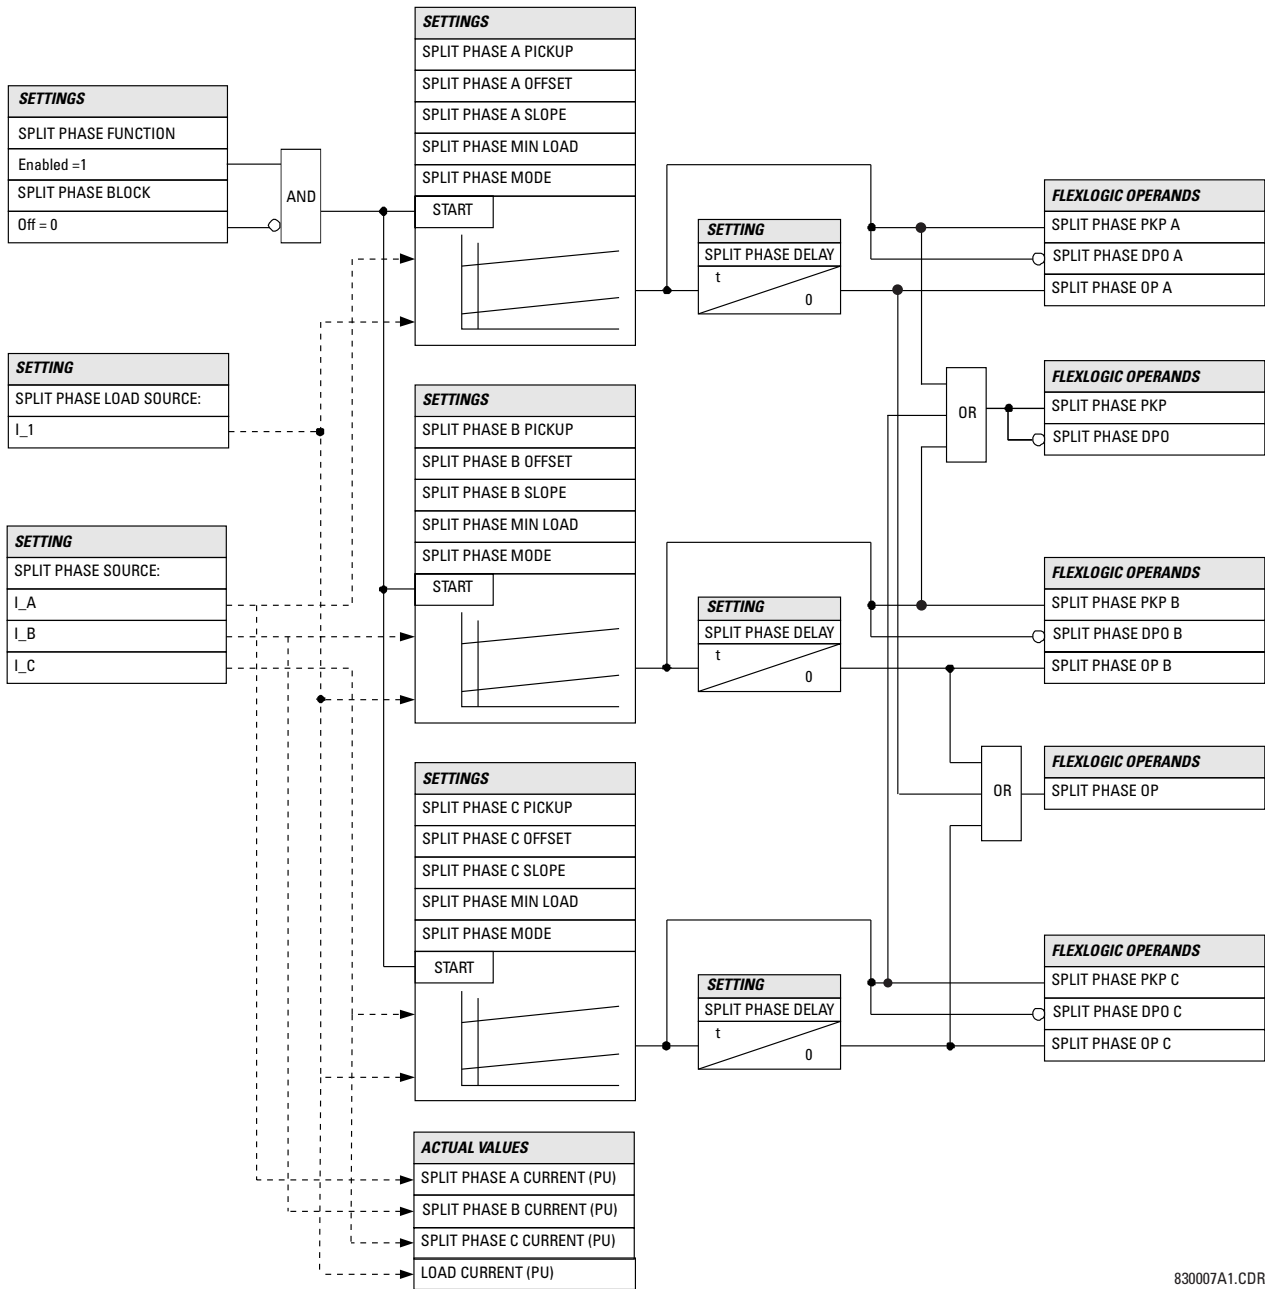 SETTINGS
SPLIT PHASE FUNCTION
Enabled =1
SPLIT PHASE BLOCK
Off = 0
AND
SETTING
SPLIT PHASE LOAD SOURCE:
I_1
SETTING
SPLIT PHASE SOURCE:
I_A
I_B
I_C
SETTINGS
SPLIT PHASE A PICKUP
SPLIT PHASE A OFFSET
SPLIT PHASE A SLOPE
SPLIT PHASE MIN LOAD
SPLIT PHASE MODE
START
SETTINGS
SPLIT PHASE B PICKUP
SPLIT PHASE B OFFSET
SPLIT PHASE B SLOPE
SPLIT PHASE MIN LOAD
SPLIT PHASE MODE
START
SETTINGS
SPLIT PHASE C PICKUP
SPLIT PHASE C OFFSET
SPLIT PHASE C SLOPE
SPLIT PHASE MIN LOAD
SPLIT PHASE MODE
START
ACTUAL VALUES
SPLIT PHASE A CURRENT (PU)
SPLIT PHASE B CURRENT (PU)
SPLIT PHASE C CURRENT (PU)
LOAD CURRENT (PU)
SETTING
SPLIT PHASE DELAY
t
0
SETTING
SPLIT PHASE DELAY
t
0
SETTING
SPLIT PHASE DELAY
t
0
OR
OR
FLEXLOGIC OPERANDS
SPLIT PHASE PKP A
SPLIT PHASE DPO A
SPLIT PHASE OP A
FLEXLOGIC OPERANDS
SPLIT PHASE PKP
SPLIT PHASE DPO
FLEXLOGIC OPERANDS
SPLIT PHASE PKP B
SPLIT PHASE DPO B
SPLIT PHASE OP B
FLEXLOGIC OPERANDS
SPLIT PHASE OP
FLEXLOGIC OPERANDS
SPLIT PHASE PKP C
SPLIT PHASE DPO C
SPLIT PHASE OP C
830007A1.CDR